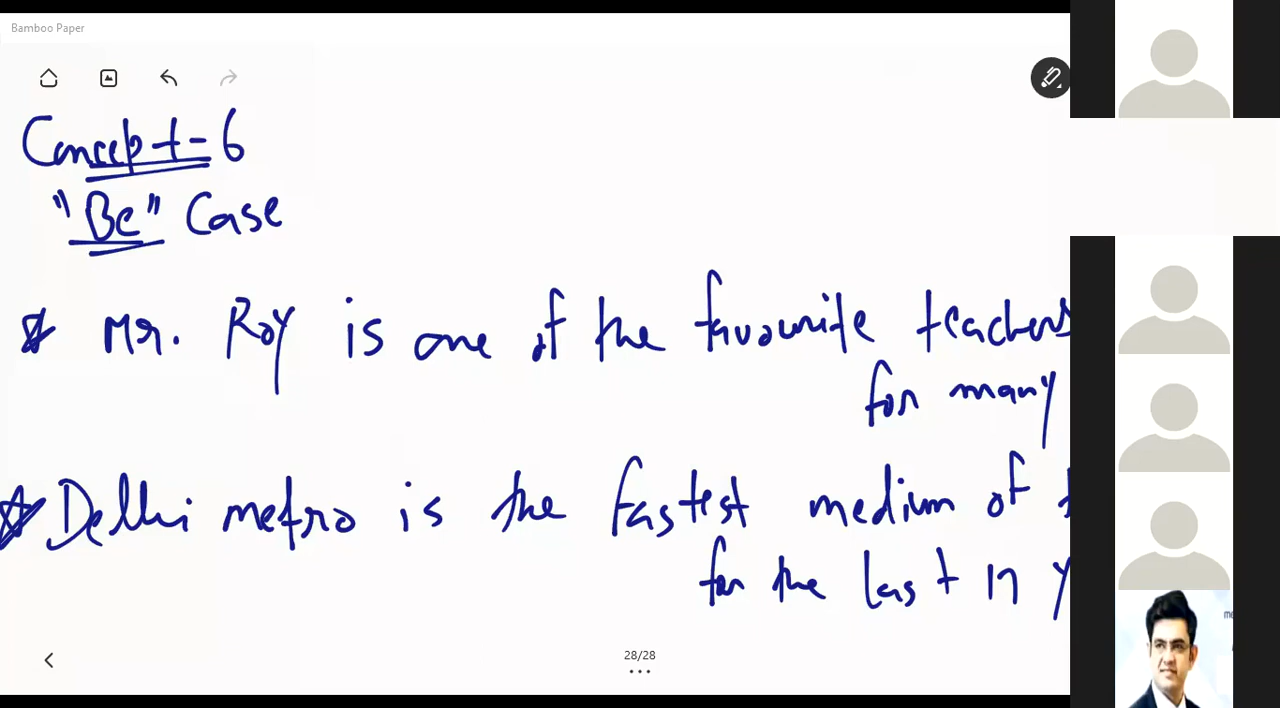 Bamboo Paper
Concept-6
"Be" Case
Mr. Roy is one of the favourite teachers
for many
Delhi metro is the fastest medium of
for the last 17
28/28